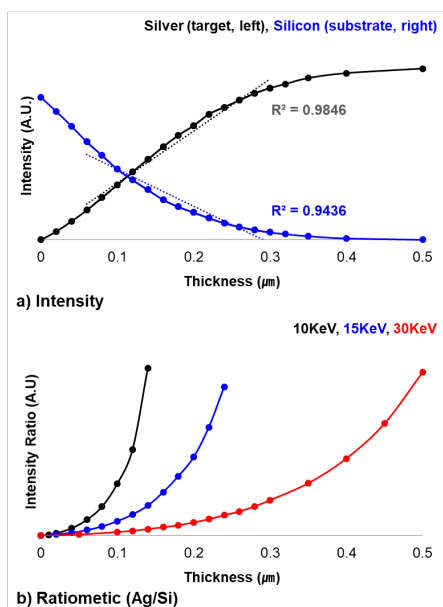 Silver (target, left), Silicon (substrate, right)
Intensity (A.U.)
R² = 0.9846
R² = 0.9436
0 0.1 0.2 0.3 0.4 0.5
Thickness (㎛)
a) Intensity
10KeV, 15KeV, 30KeV
Intensity Ratio (A.U)
0 0.1 0.2 0.3 0.4 0.5
Thickness (㎛)
b) Ratiometic (Ag/Si)